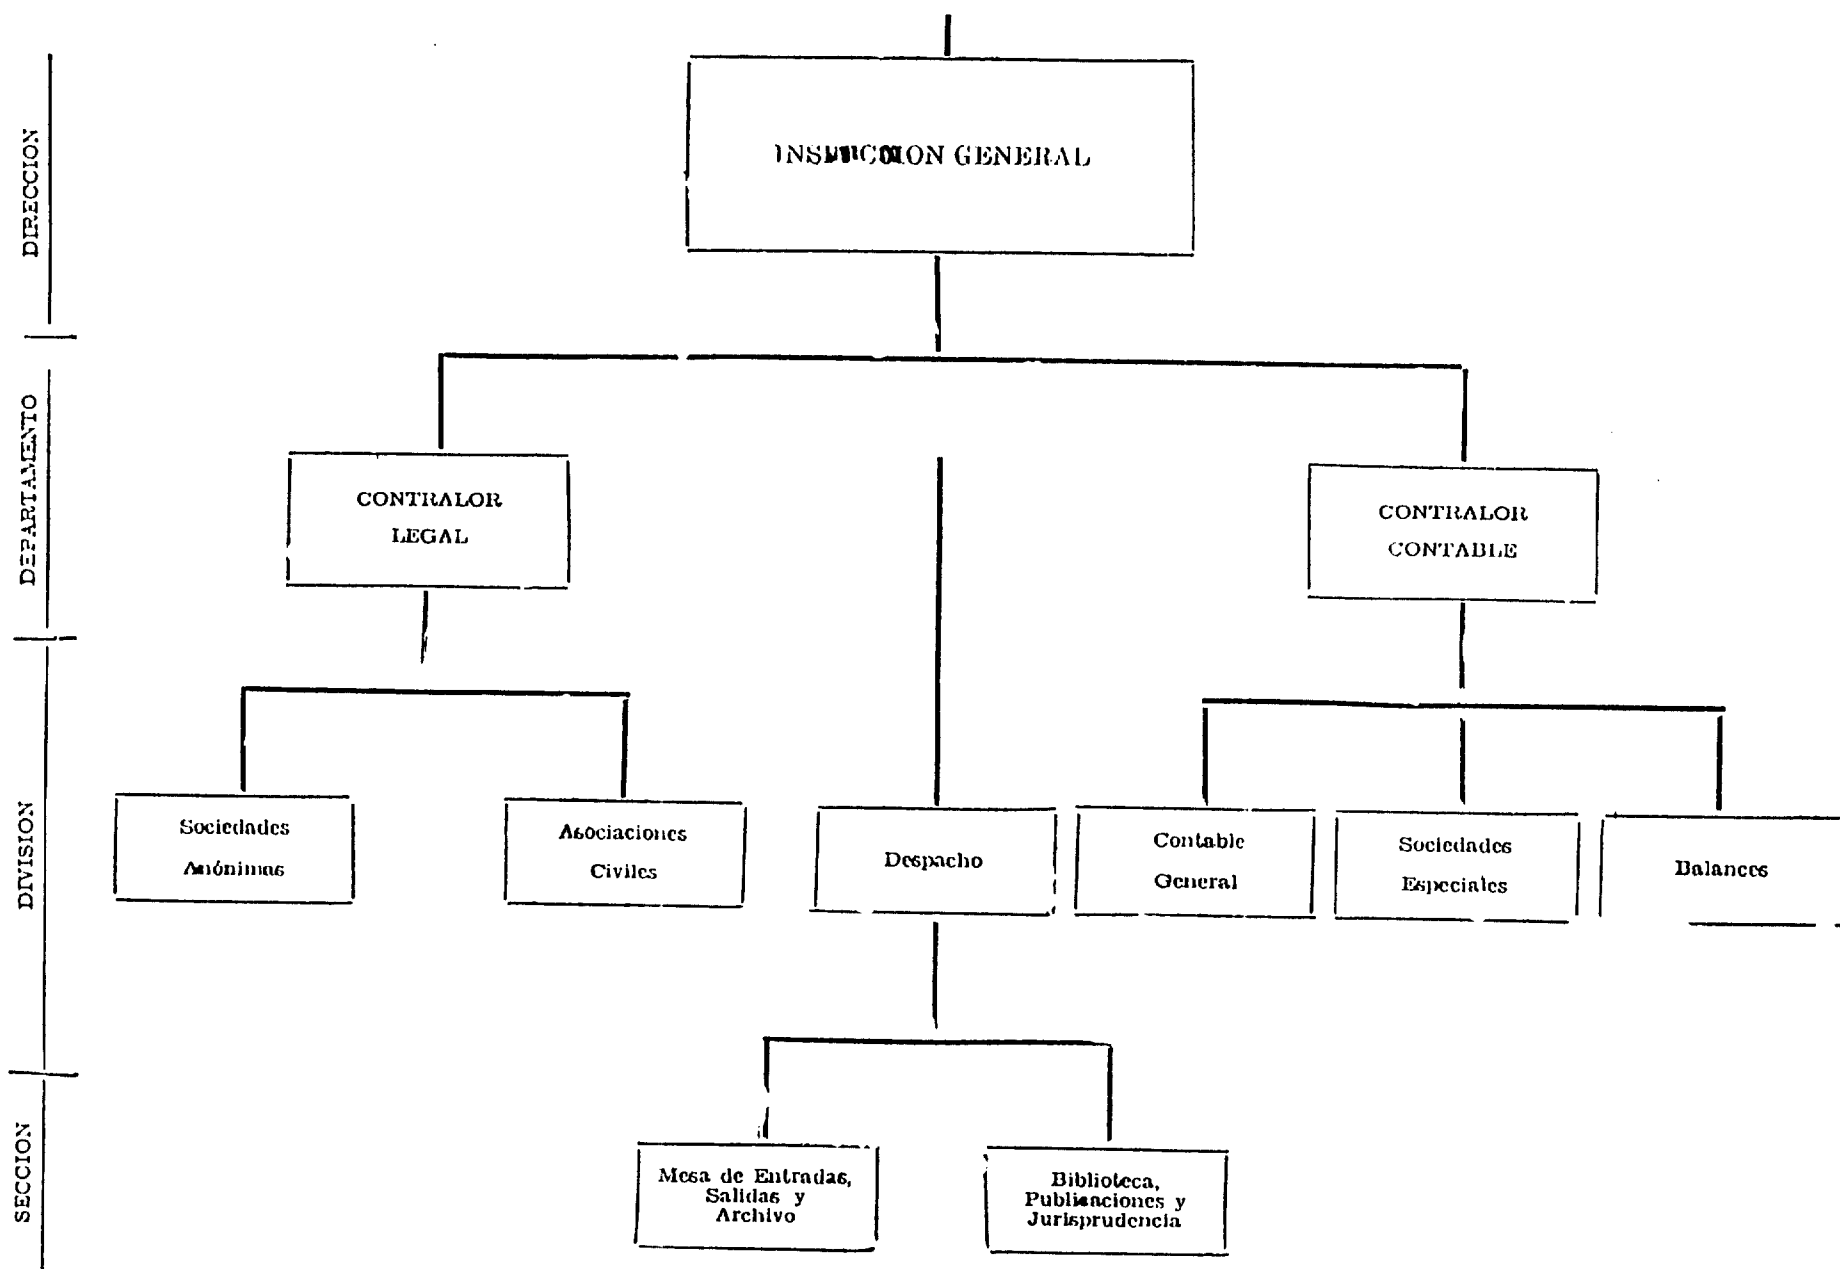 DIRECCION
INSPECCION GENERAL
DEPARTAMENTO
CONTRALOR
LEGAL
CONTRALOR
CONTABLE
DIVISION
Sociedades
Anónimas
Asociaciones
Civiles
Despacho
Contable
General
Sociedades
Especiales
Balances
SECCION
Mesa de Entradas,
Salidas y
Archivo
Biblioteca,
Publicaciones y
Jurisprudencia